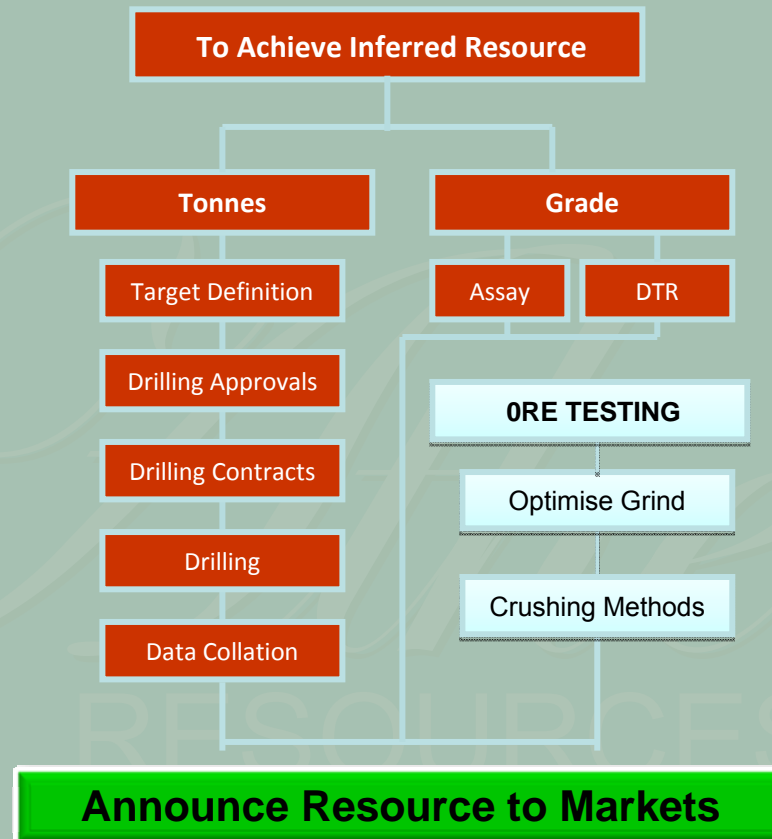 To Achieve Inferred Resource
Tonnes
Grade
Target Definition
Assay
DTR
Drilling Approvals
0RE TESTING
Drilling Contracts
Optimise Grind
Drilling
Crushing Methods
Data Collation
RESOURCES
Announce Resource to Markets